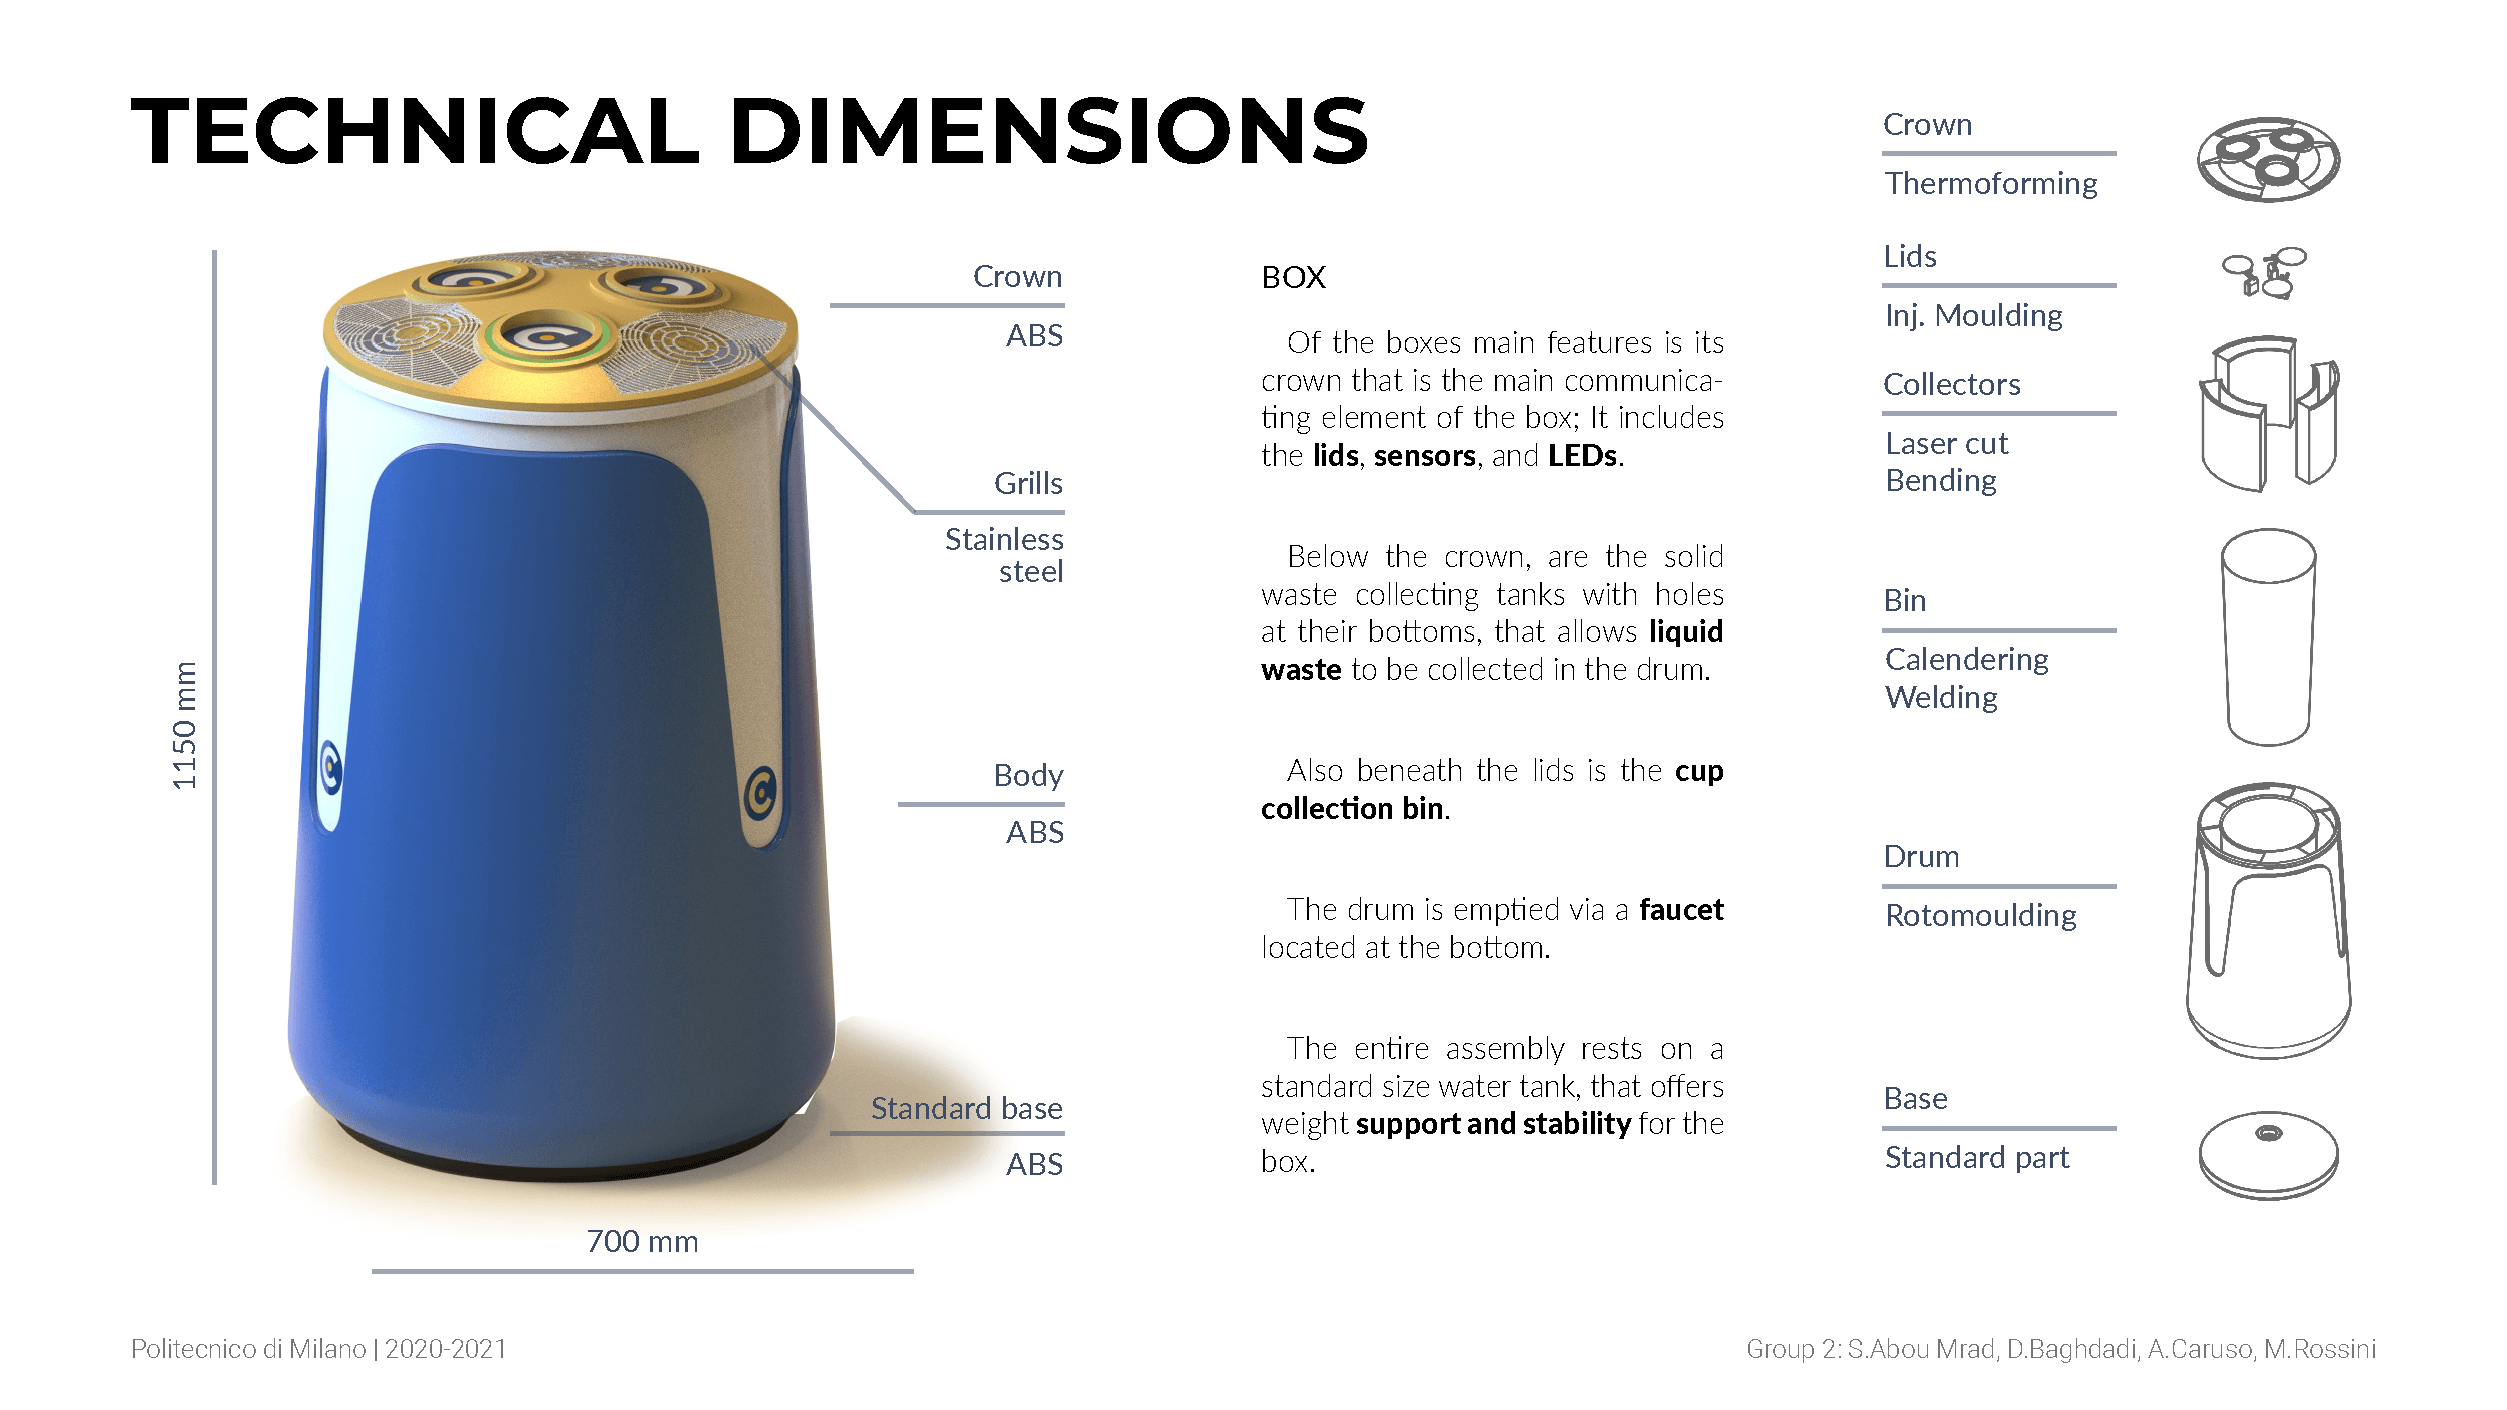 TECHNICAL DIMENSIONS
1150 mm
700 mm
Crown
ABS
Grills
Stainless
steel
Body
ABS
Standard base
ABS
BOX
Of the boxes main features is its
crown that is the main communica-
ting element of the box; It includes
the lids, sensors, and LEDs.
Below the crown, are the solid
waste collecting tanks with holes
at their bottoms, that allows liquid
waste to be collected in the drum.
Also beneath the lids is the cup
collection bin.
The drum is emptied via a faucet
located at the bottom.
The entire assembly rests on a
standard size water tank, that offers
weight support and stability for the
box.
Crown
Thermoforming
Lids
Inj. Moulding
Collectors
Laser cut
Bending
Bin
Calendering
Welding
Drum
Rotomoulding
Base
Standard part
Politecnico di Milano | 2020-2021
Group 2: S.Abou Mrad, D.Baghdadi, A.Caruso, M.Rossini